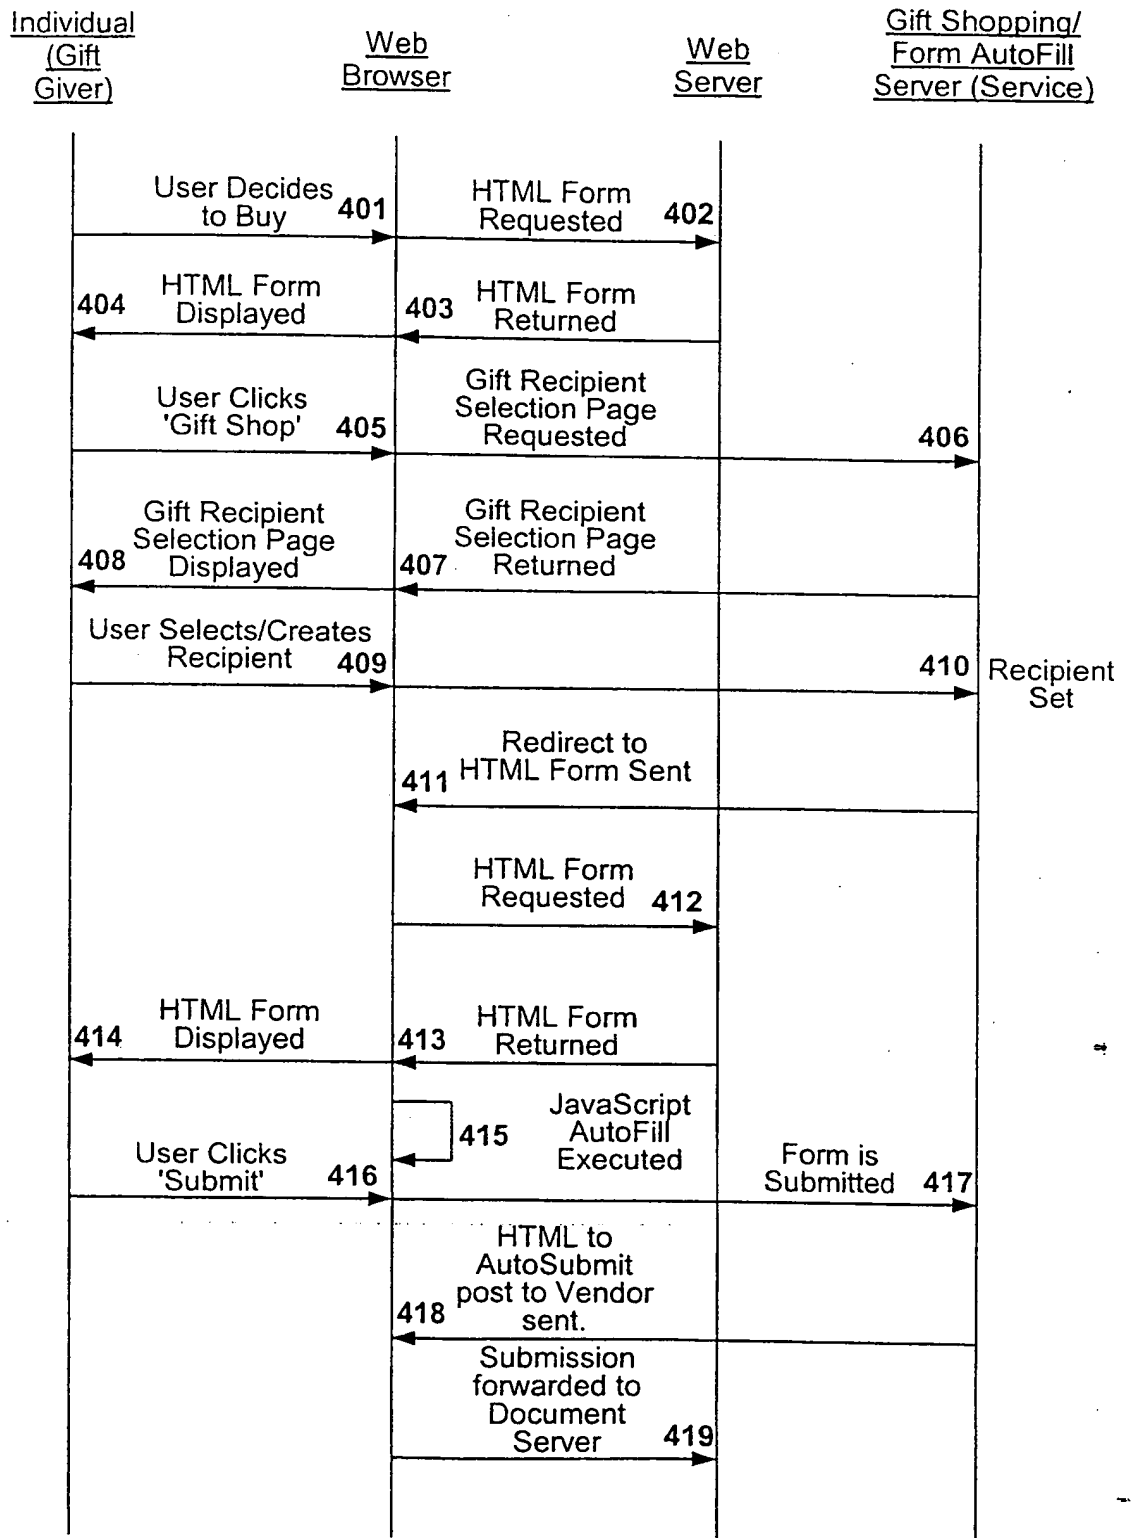 Individual
(Gift
Giver)
Web
Browser
Web
Server
Gift Shopping/
Form AutoFill
Server (Service)
User Decides
to Buy
401
HTML Form
Requested
402
404
HTML Form
Displayed
403
HTML Form
Returned
User Clicks
'Gift Shop'
405
Gift Recipient
Selection Page
Requested
406
Gift Recipient
Selection Page
Displayed
408
Gift Recipient
Selection Page
Returned
407
User Selects/Creates
Recipient
409
410
Recipient
Set
Redirect to
HTML Form Sent
411
HTML Form
Requested
412
HTML Form
Displayed
414
HTML Form
Returned
413
415
JavaScript
AutoFill
Executed
User Clicks
'Submit'
416
Form is
Submitted
417
HTML to
AutoSubmit
post to Vendor
sent.
418
Submission
forwarded to
Document
Server
419